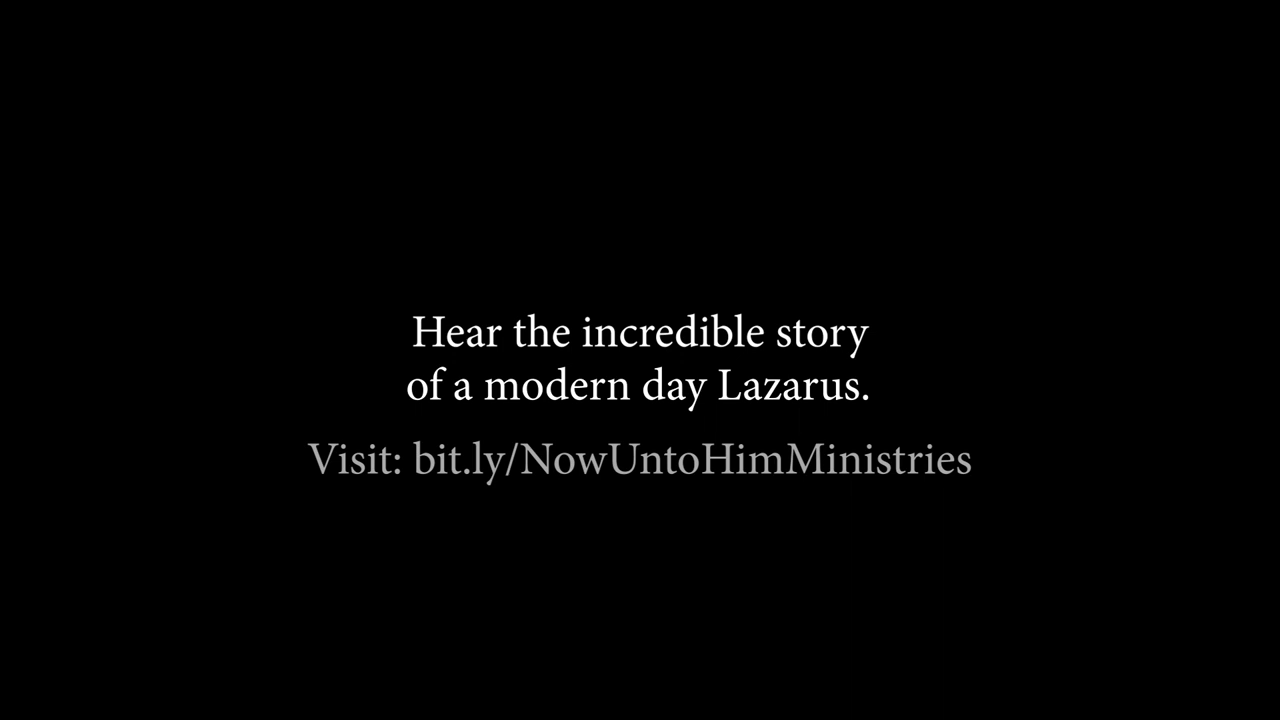 Hear the incredible story
of a modern day Lazarus.
Visit: bit.ly/NowUntoHimMinistries